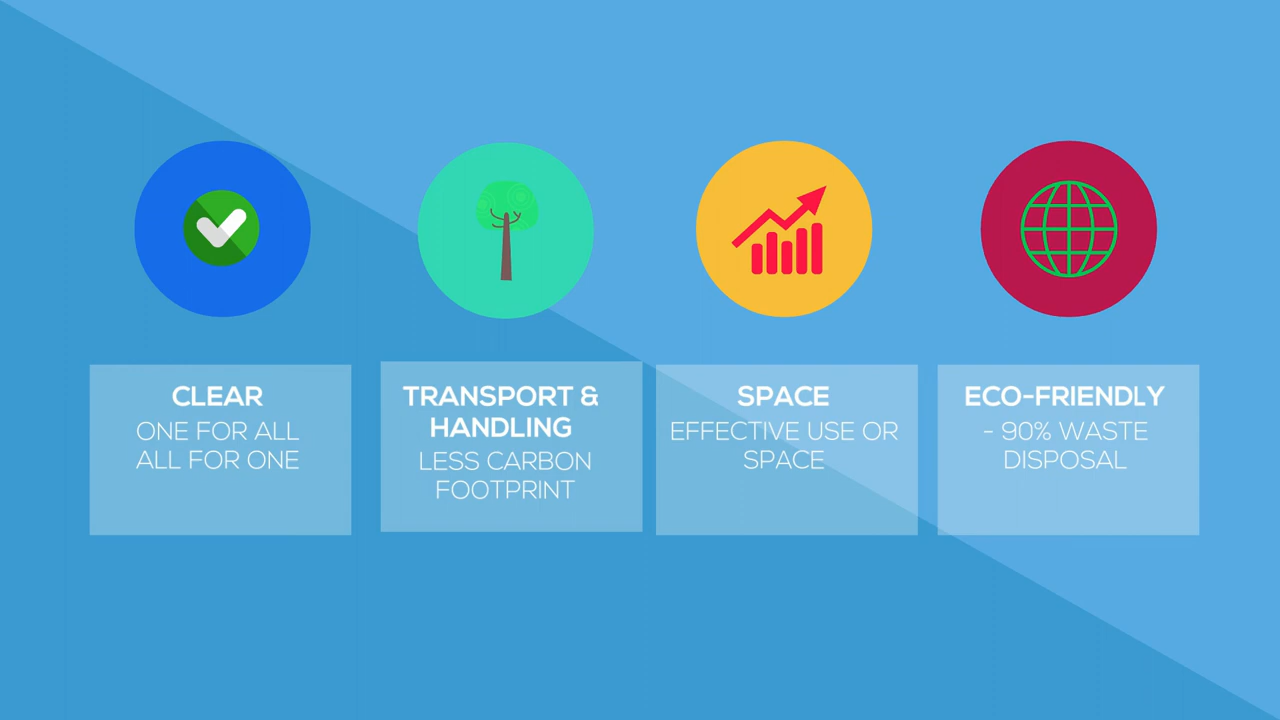 CLEAR
ONE FOR ALL
ALL FOR ONE
TRANSPORT &
HANDLING
LESS CARBON
FOOTPRINT
SPACE
EFFECTIVE USE OR
SPACE
ECO-FRIENDLY
- 90% WASTE
DISPOSAL